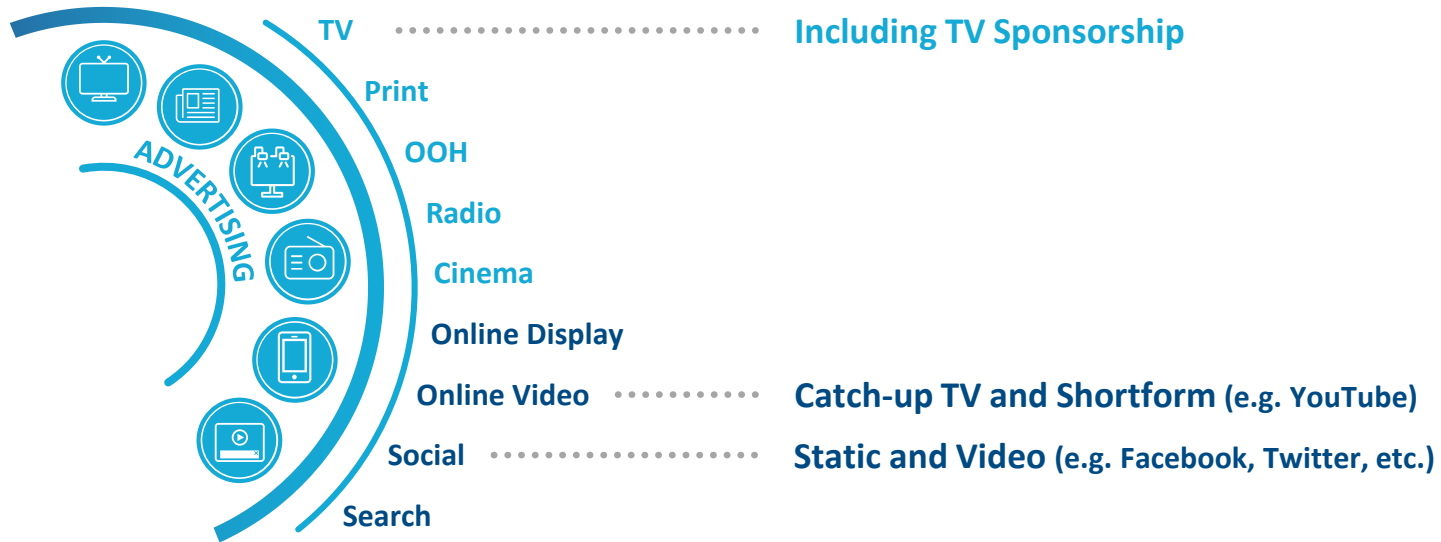 TV Including TV Sponsorship
Print
ADVERTISING
OOH
Radio
Cinema
Online Display
Online Video Catch-up TV and Shortform (e.g. YouTube)
Social Static and Video (e.g. Facebook, Twitter, etc.)
Search